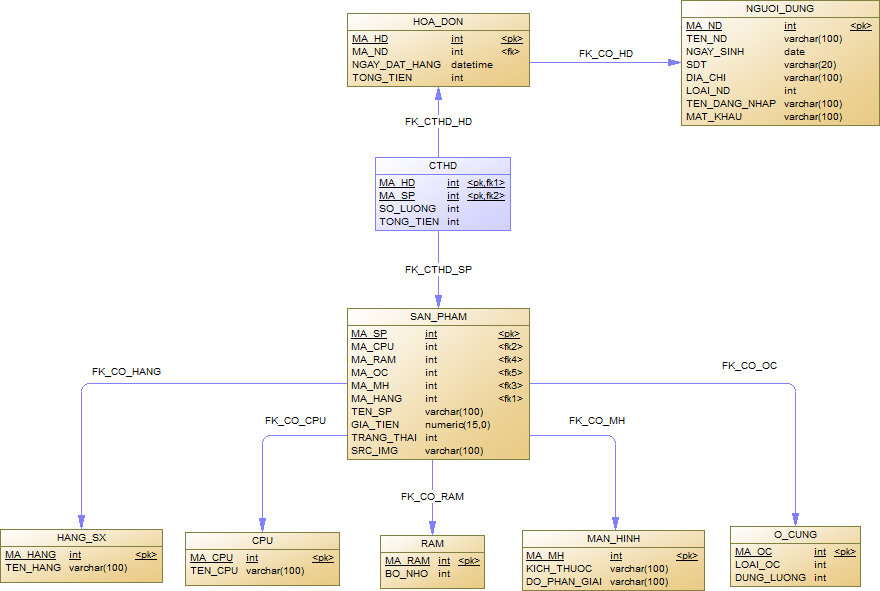 HOA_DON
MA_HD int <pk>
MA_ND int <fk>
NGAY_DAT_HANG datetime
TONG_TIEN int
FK_CO_HD
NGUOI_DUNG
MA_ND int <pk>
TEN_ND varchar(100)
NGAY_SINH date
SDT varchar(20)
DIA_CHI varchar(100)
LOAI_ND int
TEN_DANG_NHAP varchar(100)
MAT_KHAU varchar(100)
FK_CTHD_HD
CTHD
MA_HD int <pk,fk1>
MA_SP int <pk,fk2>
SO_LUONG int
TONG_TIEN int
FK_CTHD_SP
SAN_PHAM
MA_SP int <pk>
MA_CPU int <fk2>
MA_RAM int <fk4>
MA_OC int <fk5>
MA_MH int <fk3>
MA_HANG int <fk1>
TEN_SP varchar(100)
GIA_TIEN numeric(15,0)
TRANG_THAI int
SRC_IMG varchar(100)
FK_CO_HANG
FK_CO_CPU
FK_CO_RAM
FK_CO_MH
FK_CO_OC
HANG_SX
MA_HANG int <pk>
TEN_HANG varchar(100)
CPU
MA_CPU int <pk>
TEN_CPU varchar(100)
RAM
MA_RAM int <pk>
BO_NHO int
MAN_HINH
MA_MH int <pk>
KICH_THUOC varchar(100)
DO_PHAN_GIAI varchar(100)
O_CUNG
MA_OC int <pk>
LOAI_OC int
DUNG_LUONG int